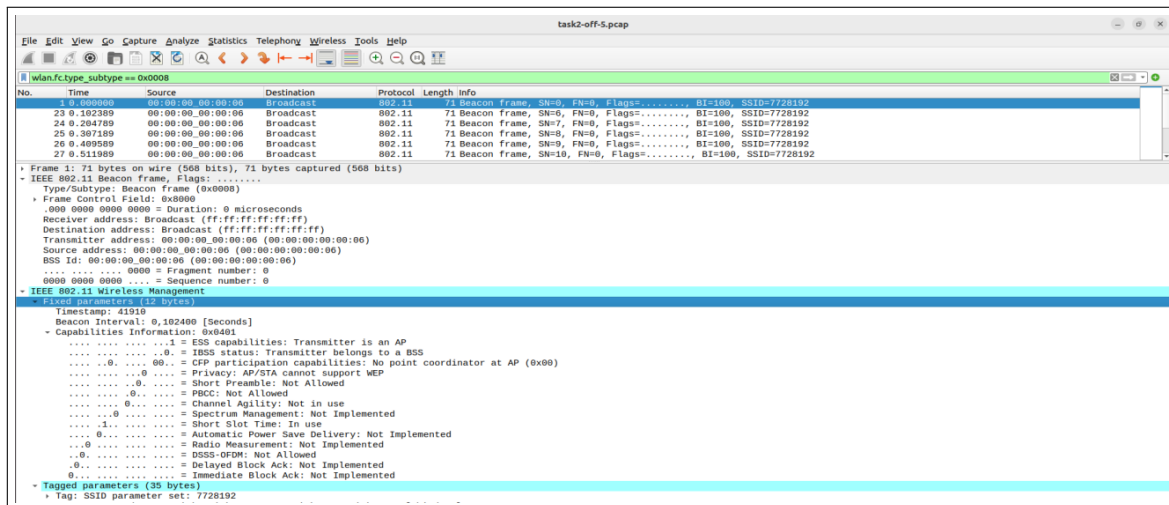 task2-off-5.pcap
File Edit View Go Capture Analyze Statistics Telephony Wireless Tools Help
wlan.fc.type_subtype == 0x0008
No. Time Source Destination Protocol Length Info
1 0.000000 00:00:00_00:00:06 Broadcast 802.11 71 Beacon frame, SN=0, FN=0, Flags=........, BI=100, SSID=7728192
23 0.102389 00:00:00_00:00:06 Broadcast 802.11 71 Beacon frame, SN=6, FN=0, Flags=........, BI=100, SSID=7728192
24 0.204789 00:00:00_00:00:06 Broadcast 802.11 71 Beacon frame, SN=7, FN=0, Flags=........, BI=100, SSID=7728192
25 0.307189 00:00:00_00:00:06 Broadcast 802.11 71 Beacon frame, SN=8, FN=0, Flags=........, BI=100, SSID=7728192
26 0.409589 00:00:00_00:00:06 Broadcast 802.11 71 Beacon frame, SN=9, FN=0, Flags=........, BI=100, SSID=7728192
27 0.511989 00:00:00_00:00:06 Broadcast 802.11 71 Beacon frame, SN=10, FN=0, Flags=........, BI=100, SSID=7728192
Frame 1: 71 bytes on wire (568 bits), 71 bytes captured (568 bits)
IEEE 802.11 Beacon frame, Flags: ........
Type/Subtype: Beacon frame (0x0008)
Frame Control Field: 0x8000
.000 0000 0000 0000 = Duration: 0 microseconds
Receiver address: Broadcast (ff:ff:ff:ff:ff:ff)
Destination address: Broadcast (ff:ff:ff:ff:ff:ff)
Transmitter address: 00:00:00_00:00:06 (00:00:00:00:00:06)
Source address: 00:00:00_00:00:06 (00:00:00:00:00:06)
BSS Id: 00:00:00_00:00:06 (00:00:00:00:00:06)
.... .... .... 0000 = Fragment number: 0
0000 0000 0000 .... = Sequence number: 0
IEEE 802.11 Wireless Management
Fixed parameters (12 bytes)
Timestamp: 41910
Beacon Interval: 0,102400 [Seconds]
Capabilities Information: 0x0401
.... .... .... ...1 = ESS capabilities: Transmitter is an AP
.... .... .... ..0. = IBSS status: Transmitter belongs to a BSS
.... ..0. .... 00.. = CFP participation capabilities: No point coordinator at AP (0x00)
.... .... ...0 .... = Privacy: AP/STA cannot support WEP
.... .... ..0. .... = Short Preamble: Not Allowed
.... .... .0.. .... = PBCC: Not Allowed
.... .... 0... .... = Channel Agility: Not in use
.... ...0 .... .... = Spectrum Management: Not Implemented
.... .1.. .... .... = Short Slot Time: In use
.... 0... .... .... = Automatic Power Save Delivery: Not Implemented
...0 .... .... .... = Radio Measurement: Not Implemented
..0. .... .... .... = DSSS-OFDM: Not Allowed
.0.. .... .... .... = Delayed Block Ack: Not Implemented
0... .... .... .... = Immediate Block Ack: Not Implemented
Tagged parameters (35 bytes)
Tag: SSID parameter set: 7728192